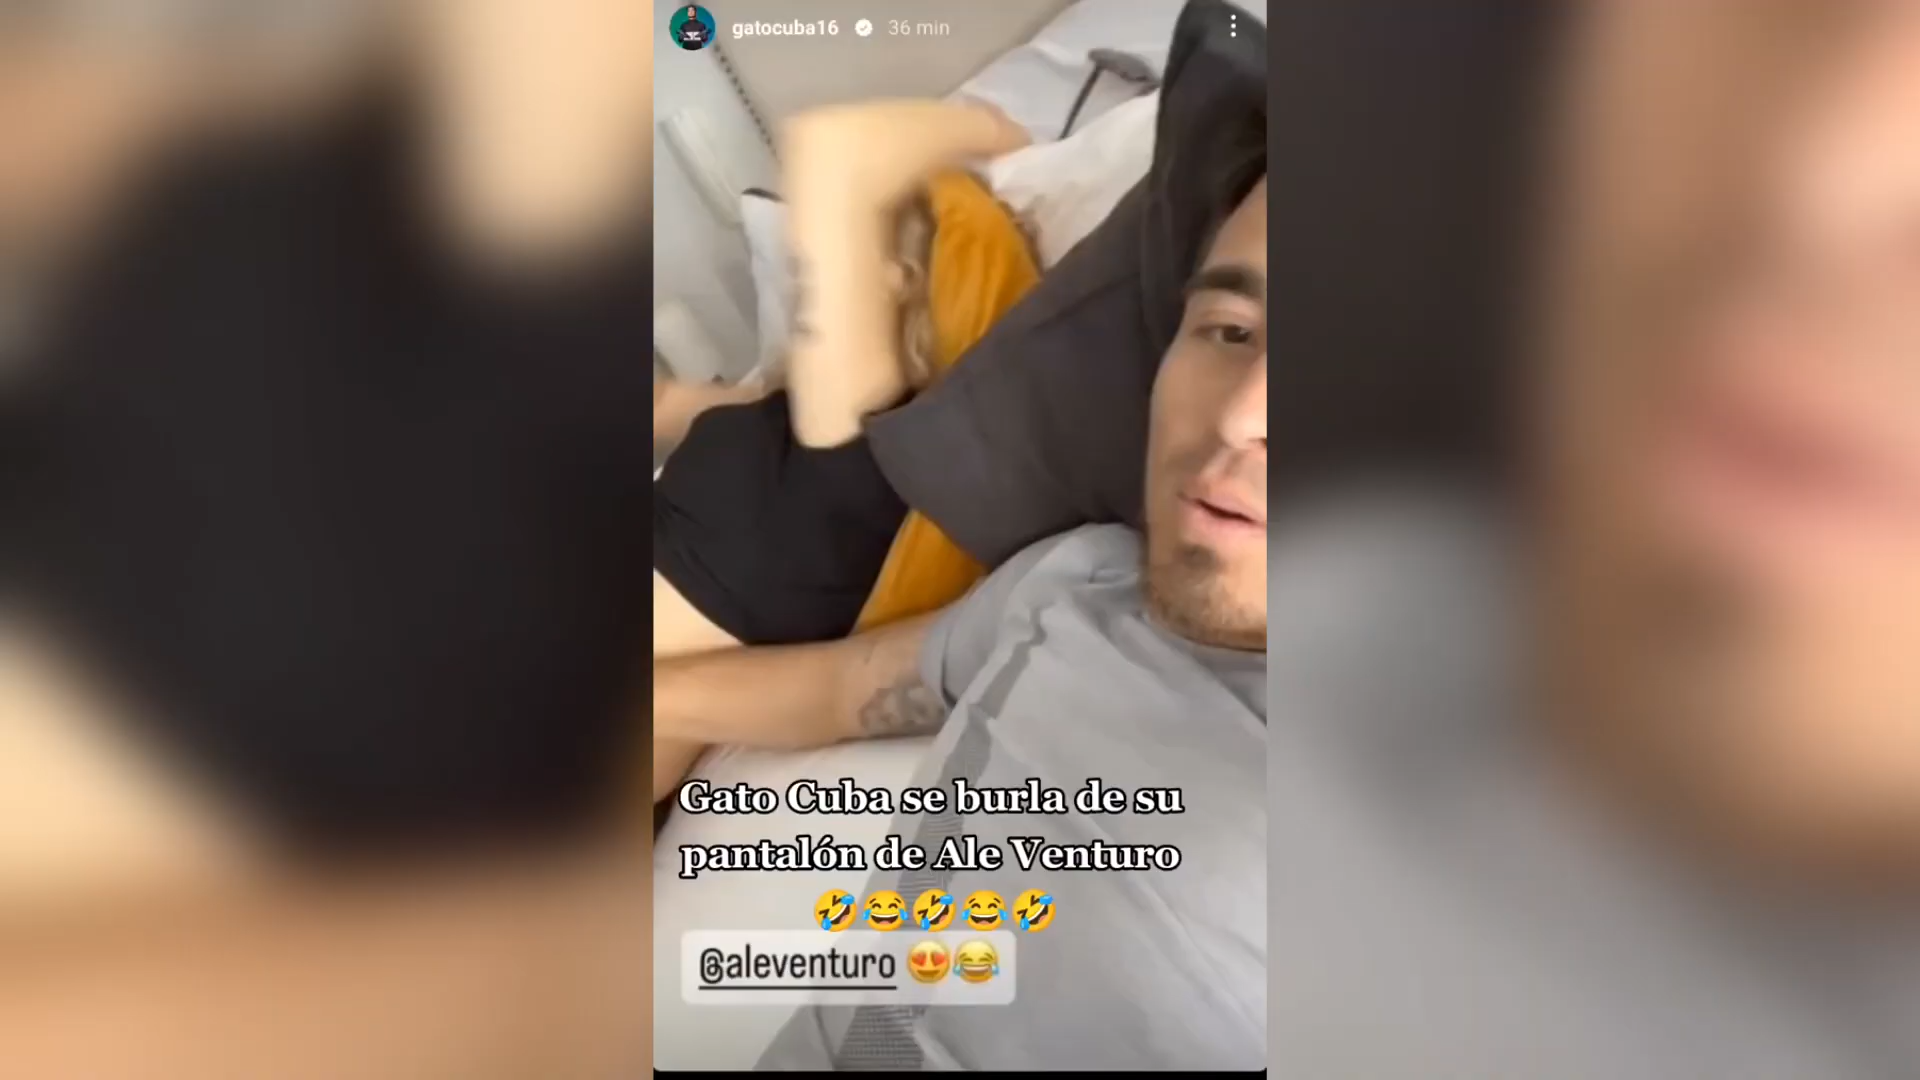 gatocuba16 36 min
Gato Cuba se burla de su
pantalón de Ale Venturo
🤣😂🤣😂🤣
@aleventuro 😍😂